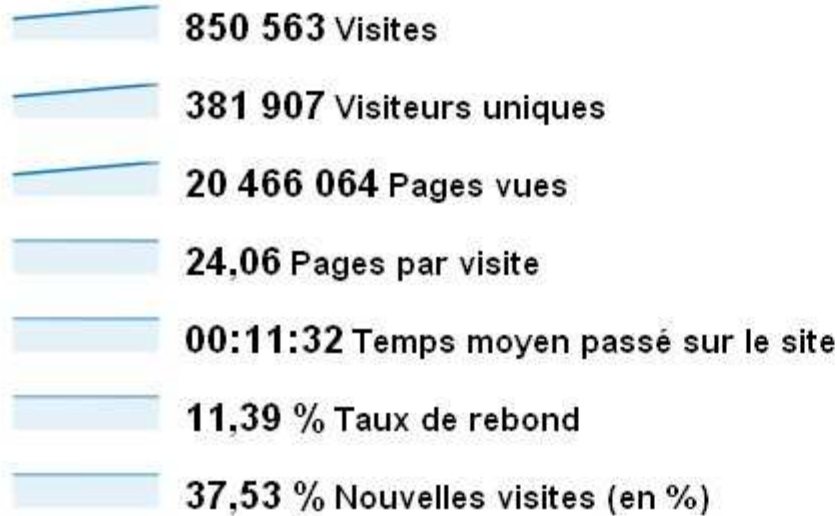 850 563 Visites
381 907 Visiteurs uniques
20 466 064 Pages vues
24,06 Pages par visite
00:11:32 Temps moyen passé sur le site
11,39 % Taux de rebond
37,53 % Nouvelles visites (en %)